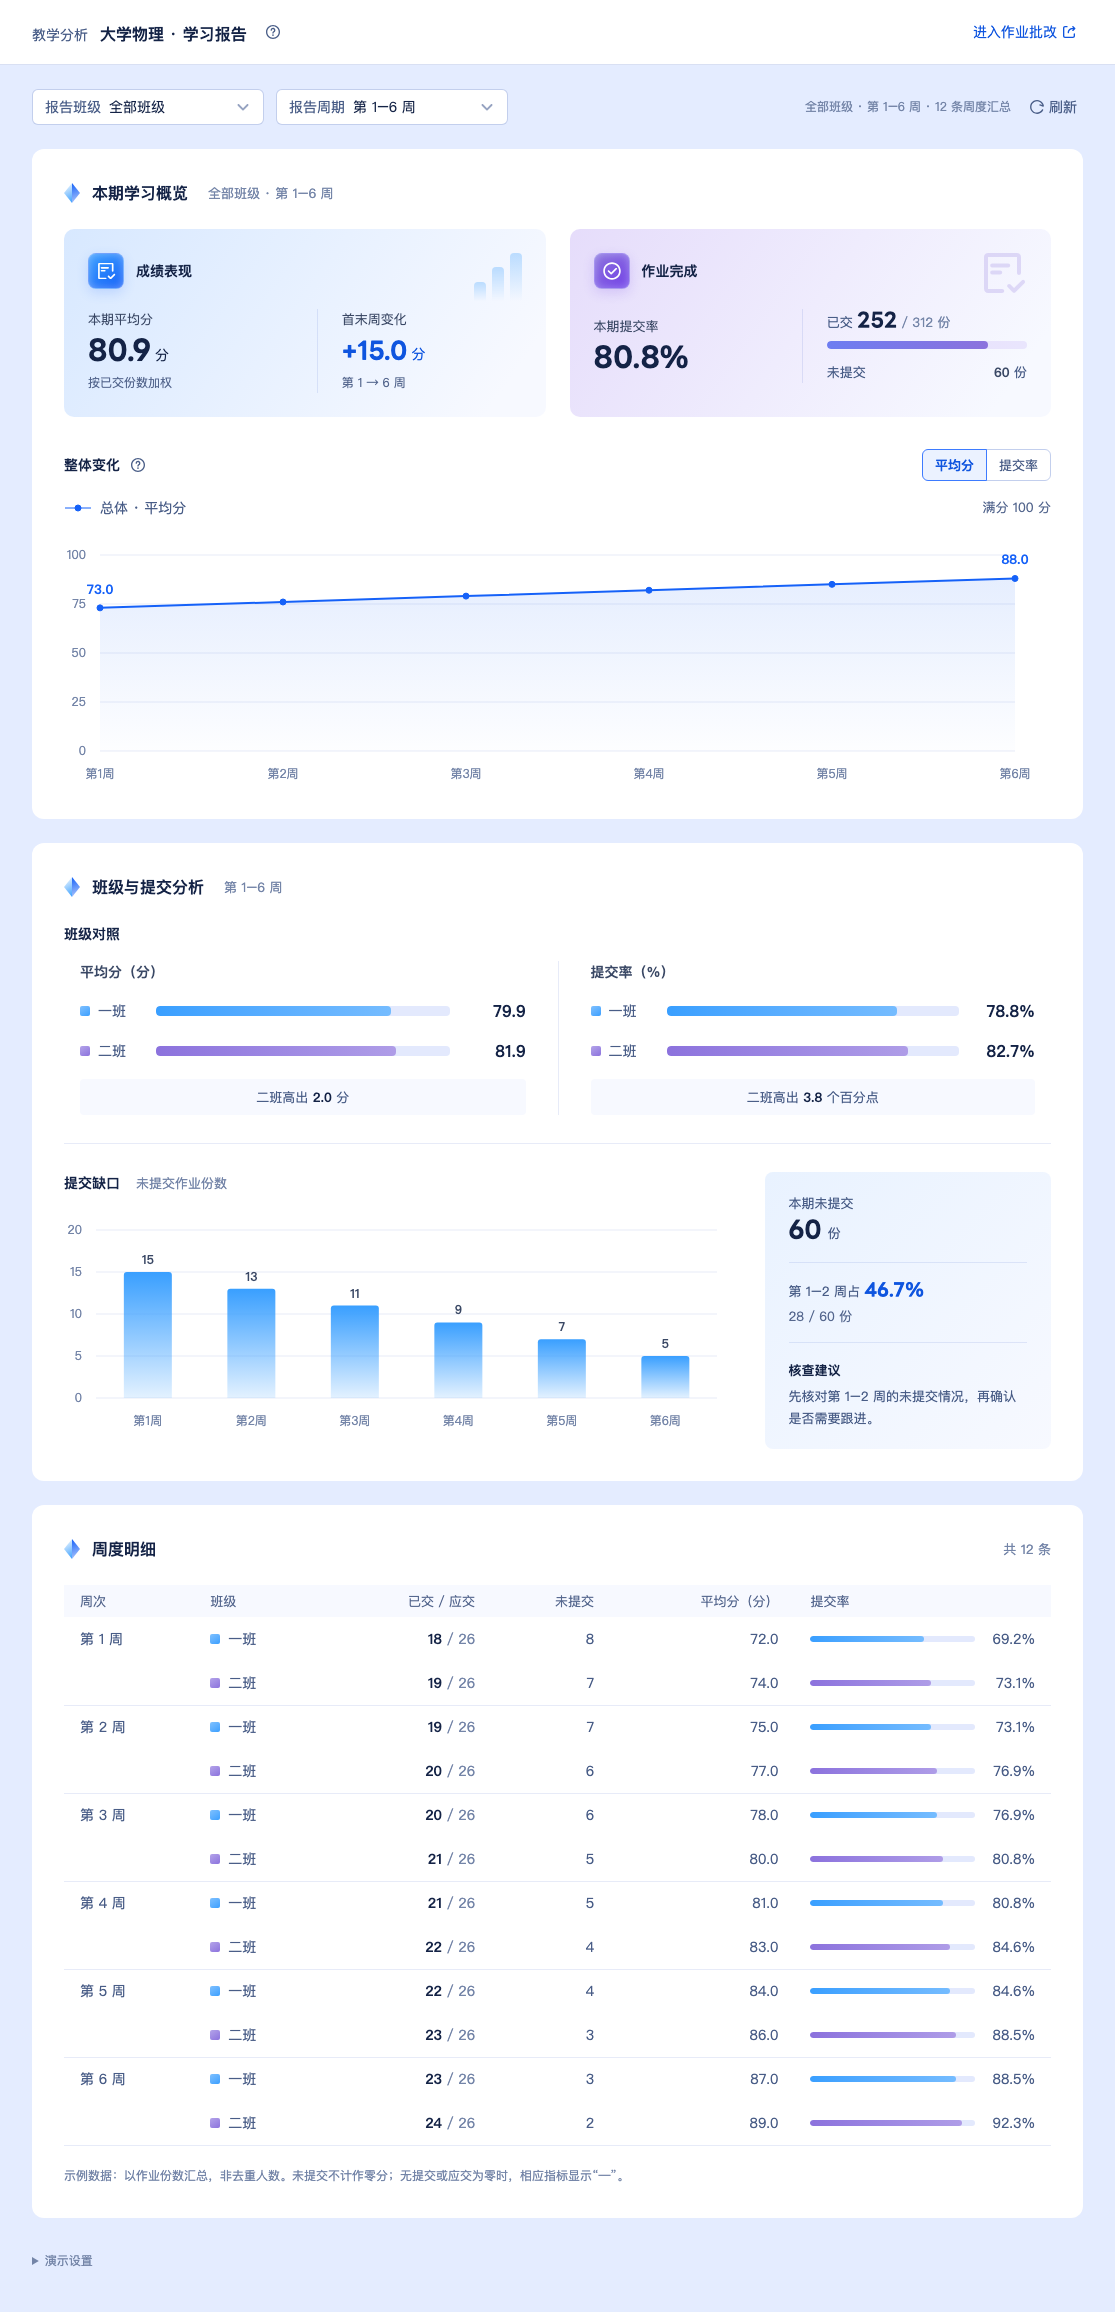 教学分析 大学物理 · 学习报告
进入作业批改
报告班级 全部班级
报告周期 第 1—6 周
全部班级 · 第 1—6 周 · 12 条周度汇总
刷新
本期学习概览 全部班级 · 第 1—6 周
成绩表现
本期平均分
80.9 分
按已交份数加权
首末周变化
+15.0 分
第 1 → 6 周
作业完成
本期提交率
80.8%
已交 252 / 312 份
未提交 60 份
整体变化
平均分 提交率
总体 · 平均分
满分 100 分
100
75
50
25
0
73.0
88.0
第1周 第2周 第3周 第4周 第5周 第6周
班级与提交分析 第 1—6 周
班级对照
平均分（分）
一班 79.9
二班 81.9
二班高出 2.0 分
提交率（%）
一班 78.8%
二班 82.7%
二班高出 3.8 个百分点
提交缺口 未提交作业份数
20
15
10
5
0
15 13 11 9 7 5
第1周 第2周 第3周 第4周 第5周 第6周
本期未提交
60 份
第 1—2 周占 46.7%
28 / 60 份
核查建议
先核对第 1—2 周的未提交情况，再确认
是否需要跟进。
周度明细
共 12 条
周次 班级 已交 / 应交 未提交 平均分（分） 提交率
第 1 周 一班 18 / 26 8 72.0 69.2%
二班 19 / 26 7 74.0 73.1%
第 2 周 一班 19 / 26 7 75.0 73.1%
二班 20 / 26 6 77.0 76.9%
第 3 周 一班 20 / 26 6 78.0 76.9%
二班 21 / 26 5 80.0 80.8%
第 4 周 一班 21 / 26 5 81.0 80.8%
二班 22 / 26 4 83.0 84.6%
第 5 周 一班 22 / 26 4 84.0 84.6%
二班 23 / 26 3 86.0 88.5%
第 6 周 一班 23 / 26 3 87.0 88.5%
二班 24 / 26 2 89.0 92.3%
示例数据：以作业份数汇总，非去重人数。未提交不计作零分；无提交或应交为零时，相应指标显示“—”。
演示设置